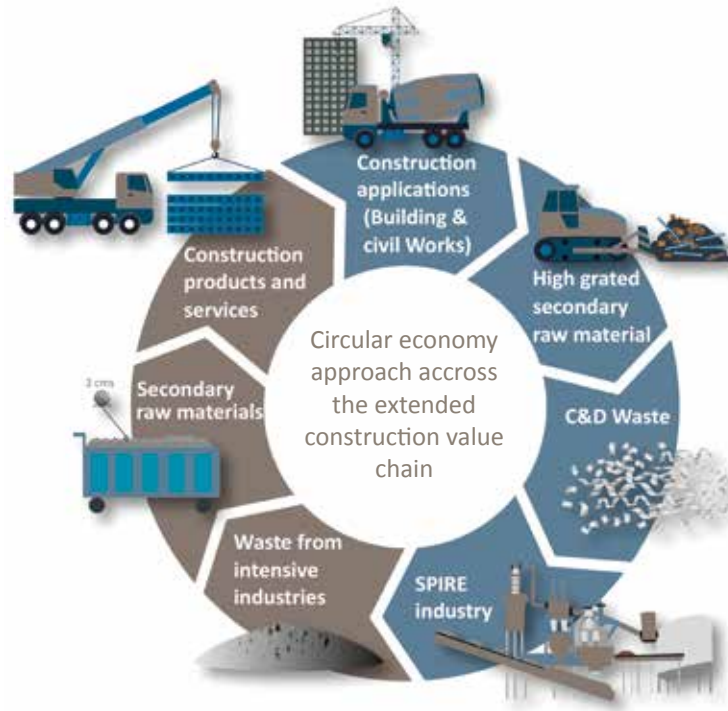 Construction
applications
(Building &
civil Works)
High grated
secondary
raw material
C&D Waste
SPIRE
industry
Waste from
intensive
industries
Secondary
raw materials
2 cms
Construction
products and
services
Circular economy
approach accross
the extended
construction value
chain